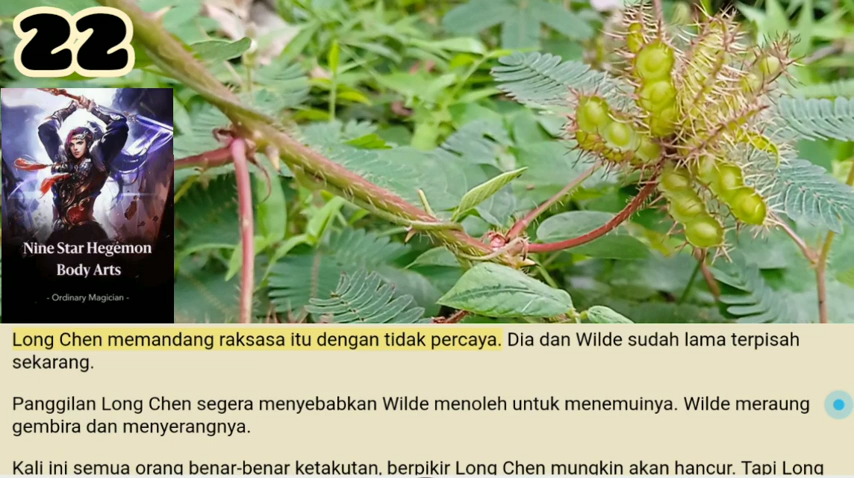 22
Nine Star Hegemon
Body Arts
- Ordinary Magician -
Long Chen memandang raksasa itu dengan tidak percaya. Dia dan Wilde sudah lama terpisah
sekarang.
Panggilan Long Chen segera menyebabkan Wilde menoleh untuk menemuinya. Wilde meraung
gembira dan menyerangnya.
Kali ini semua orang benar-benar ketakutan, berpikir Long Chen mungkin akan hancur. Tapi Long